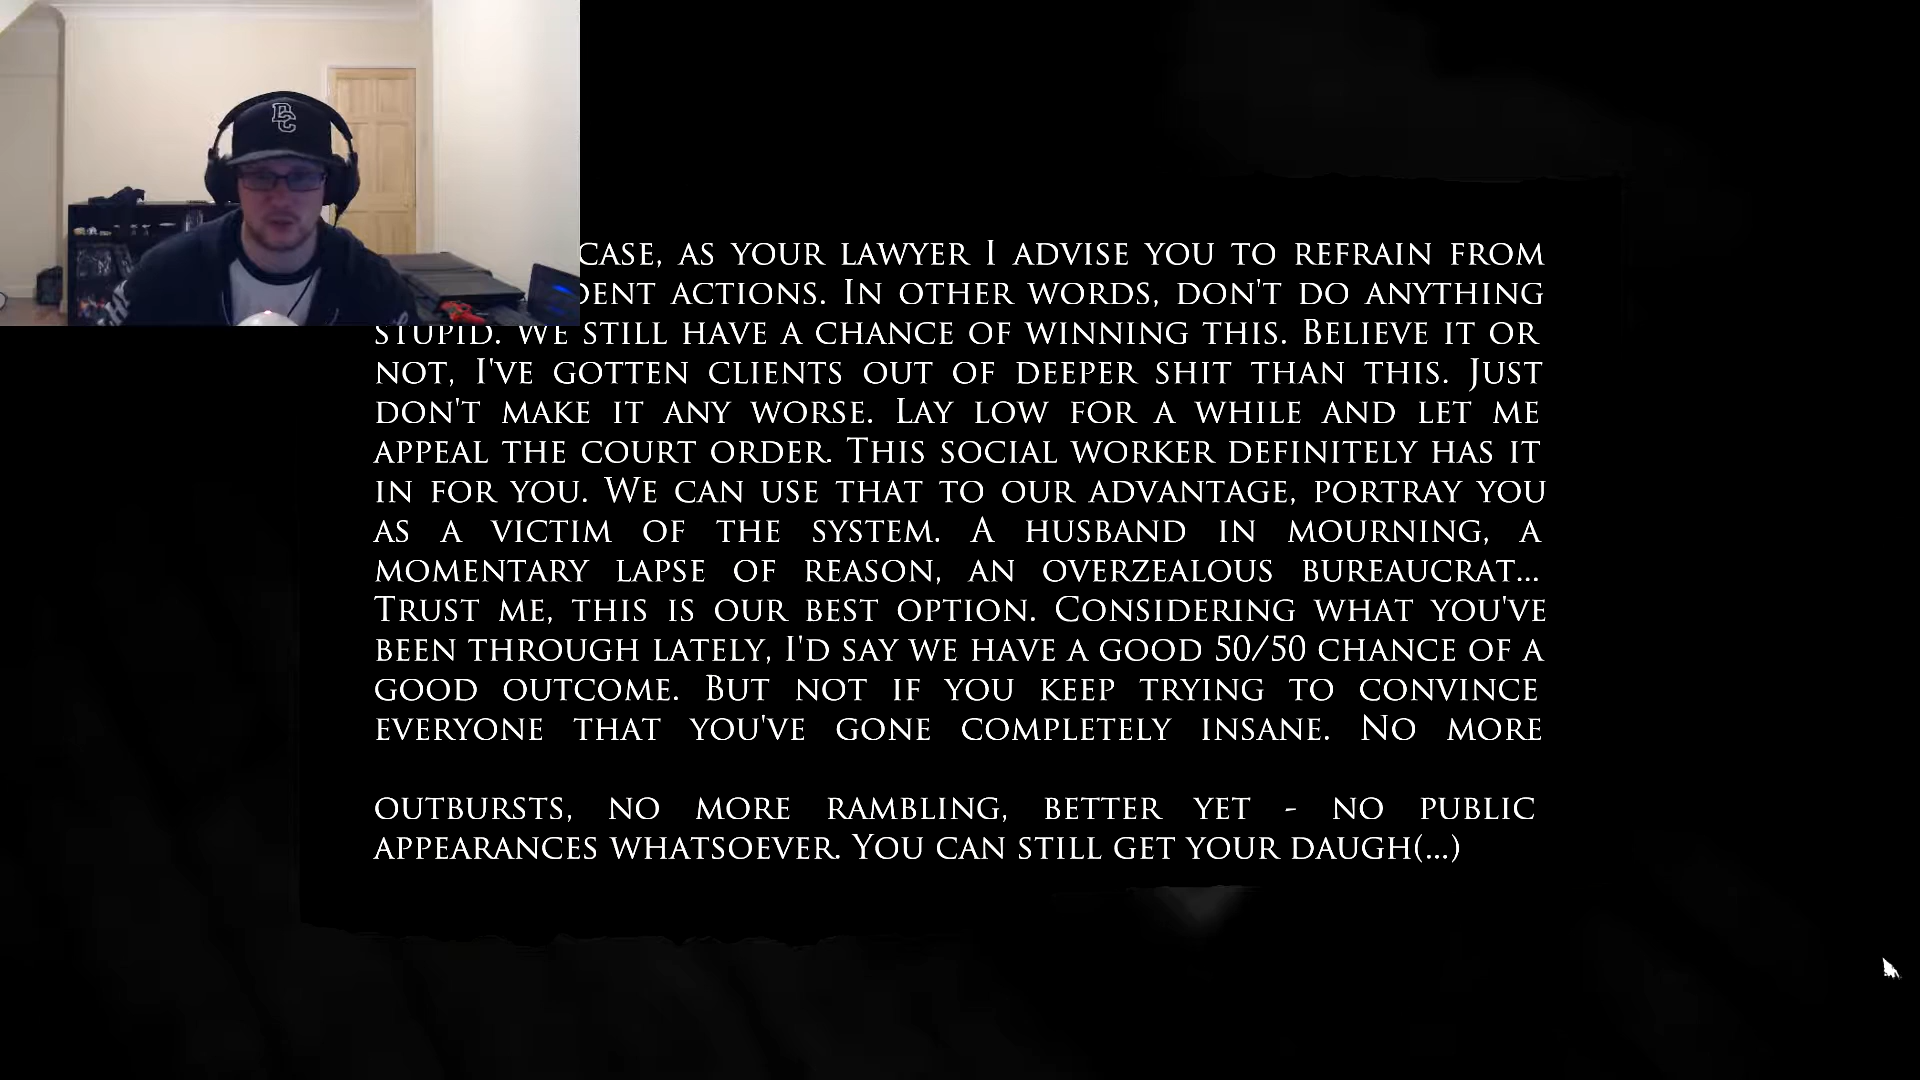 CASE, AS YOUR LAWYER I ADVISE YOU TO REFRAIN FROM
ACTIONS. IN OTHER WORDS, DON'T DO ANYTHING
STUPID. WE STILL HAVE A CHANCE OF WINNING THIS. BELIEVE IT OR
NOT, I'VE GOTTEN CLIENTS OUT OF DEEPER SHIT THAN THIS. JUST
DON'T MAKE IT ANY WORSE. LAY LOW FOR A WHILE AND LET ME
APPEAL THE COURT ORDER. THIS SOCIAL WORKER DEFINITELY HAS IT
IN FOR YOU. WE CAN USE THAT TO OUR ADVANTAGE, PORTRAY YOU
AS A VICTIM OF THE SYSTEM. A HUSBAND IN MOURNING, A
MOMENTARY LAPSE OF REASON, AN OVERZEALOUS BUREAUCRAT...
TRUST ME, THIS IS OUR BEST OPTION. CONSIDERING WHAT YOU'VE
BEEN THROUGH LATELY, I'D SAY WE HAVE A GOOD 50/50 CHANCE OF A
GOOD OUTCOME. BUT NOT IF YOU KEEP TRYING TO CONVINCE
EVERYONE THAT YOU'VE GONE COMPLETELY INSANE. NO MORE
OUTBURSTS, NO MORE RAMBLING, BETTER YET - NO PUBLIC
APPEARANCES WHATSOEVER. YOU CAN STILL GET YOUR DAUGH(...)